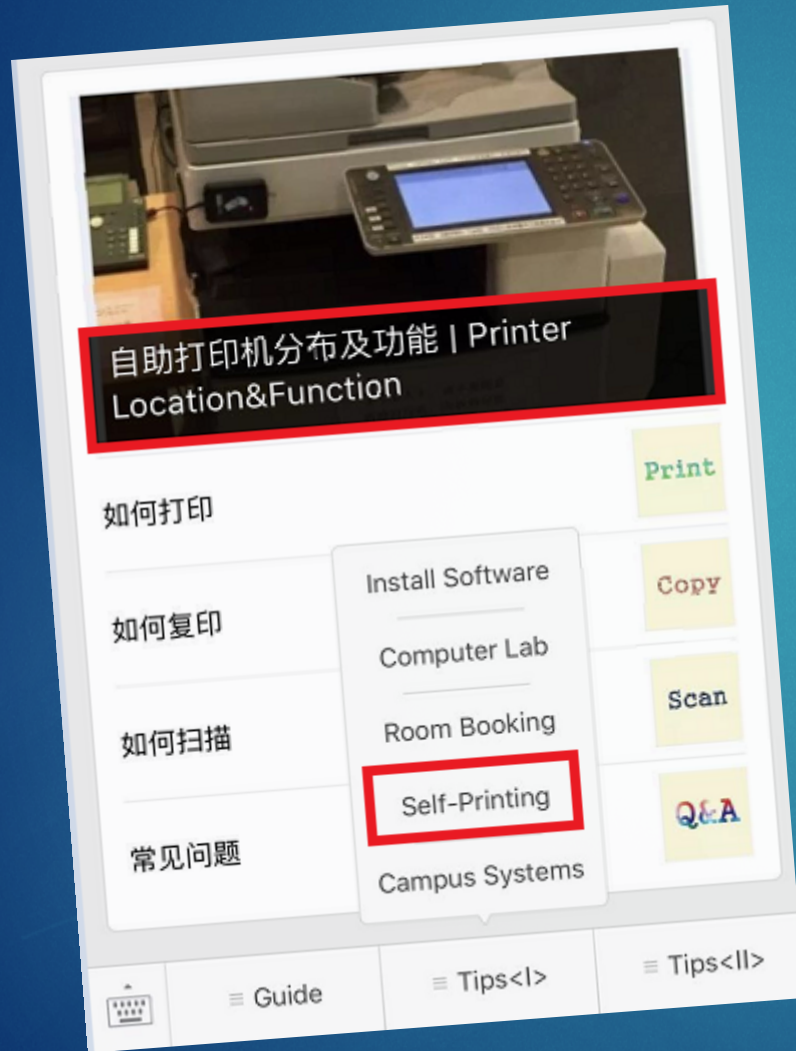 自助打印机分布及功能 | Printer
Location&Function
如何打印
Print
如何复印
Copy
如何扫描
Scan
常见问题
Q&A
Install Software
Computer Lab
Room Booking
Self-Printing
Campus Systems
Guide
Tips<I>
Tips<II>